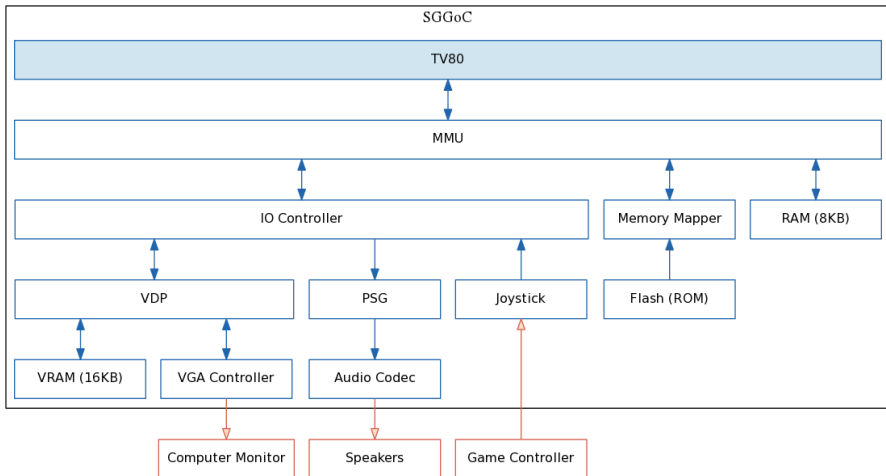 SGGoC
TV80
MMU
IO Controller
Memory Mapper
RAM (8KB)
VDP
PSG
Joystick
Flash (ROM)
VRAM (16KB)
VGA Controller
Audio Codec
Computer Monitor
Speakers
Game Controller